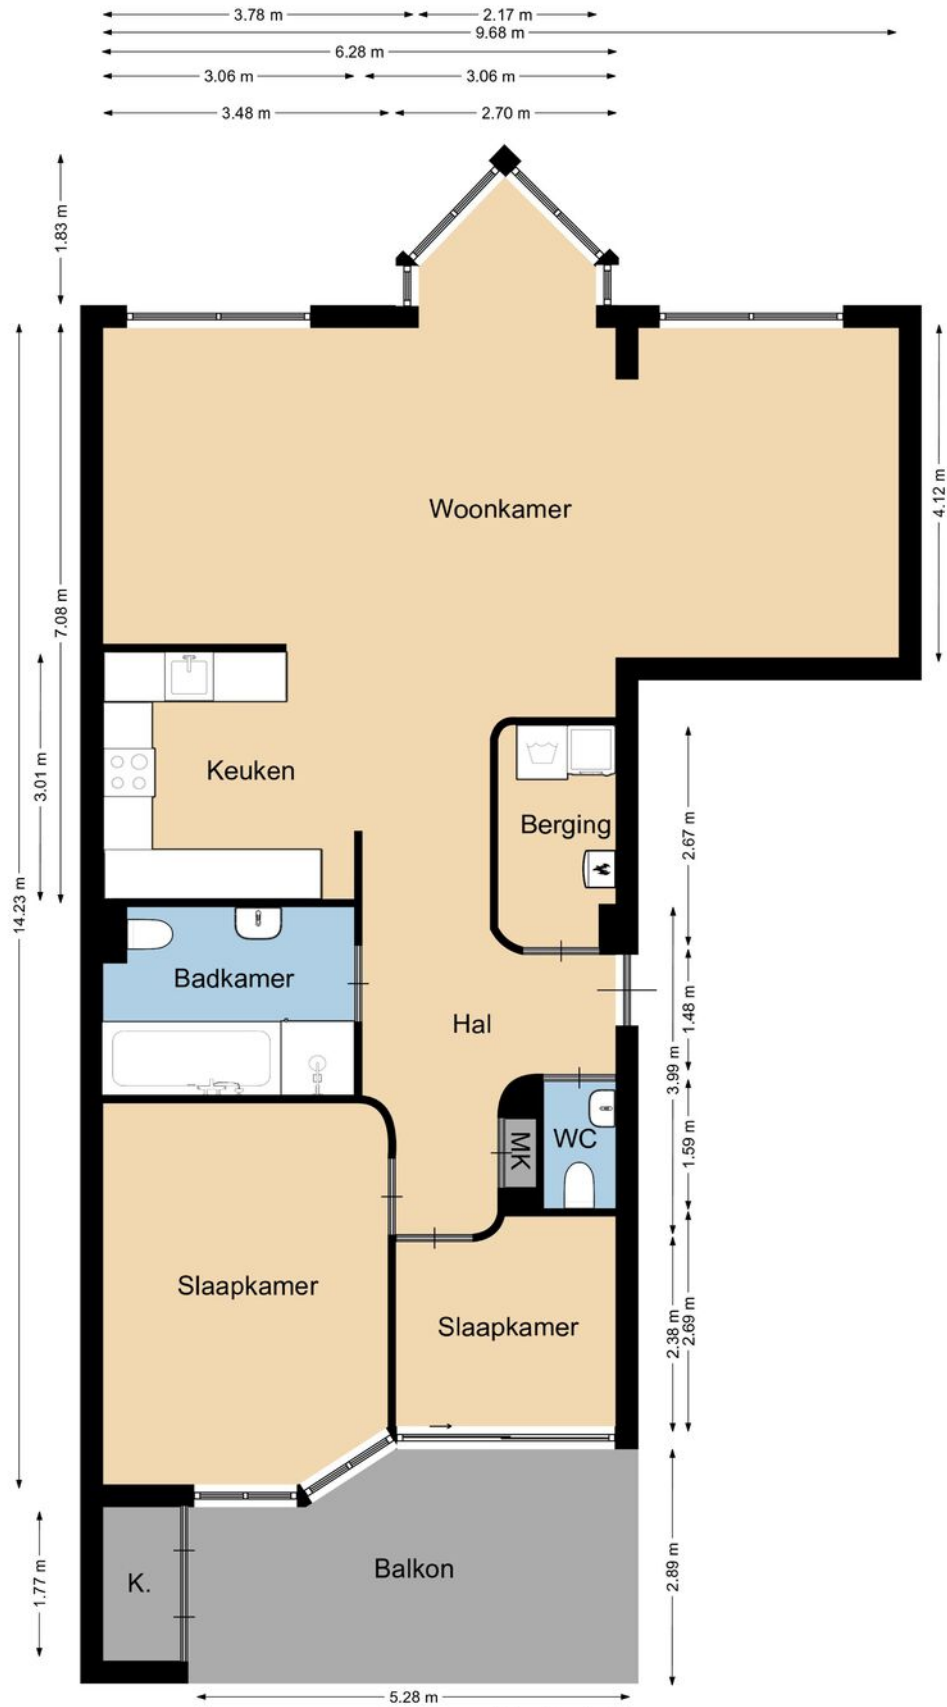 3.78 m
2.17 m
9.68 m
6.28 m
3.06 m
3.06 m
3.48 m
2.70 m
1.83 m
Woonkamer
4.12 m
7.08 m
14.23 m
3.01 m
Keuken
Berging
2.67 m
Badkamer
Hal
1.48 m
3.99 m
WC
MK
1.59 m
Slaapkamer
Slaapkamer
2.38 m
2.69 m
1.77 m
K.
Balkon
2.89 m
5.28 m